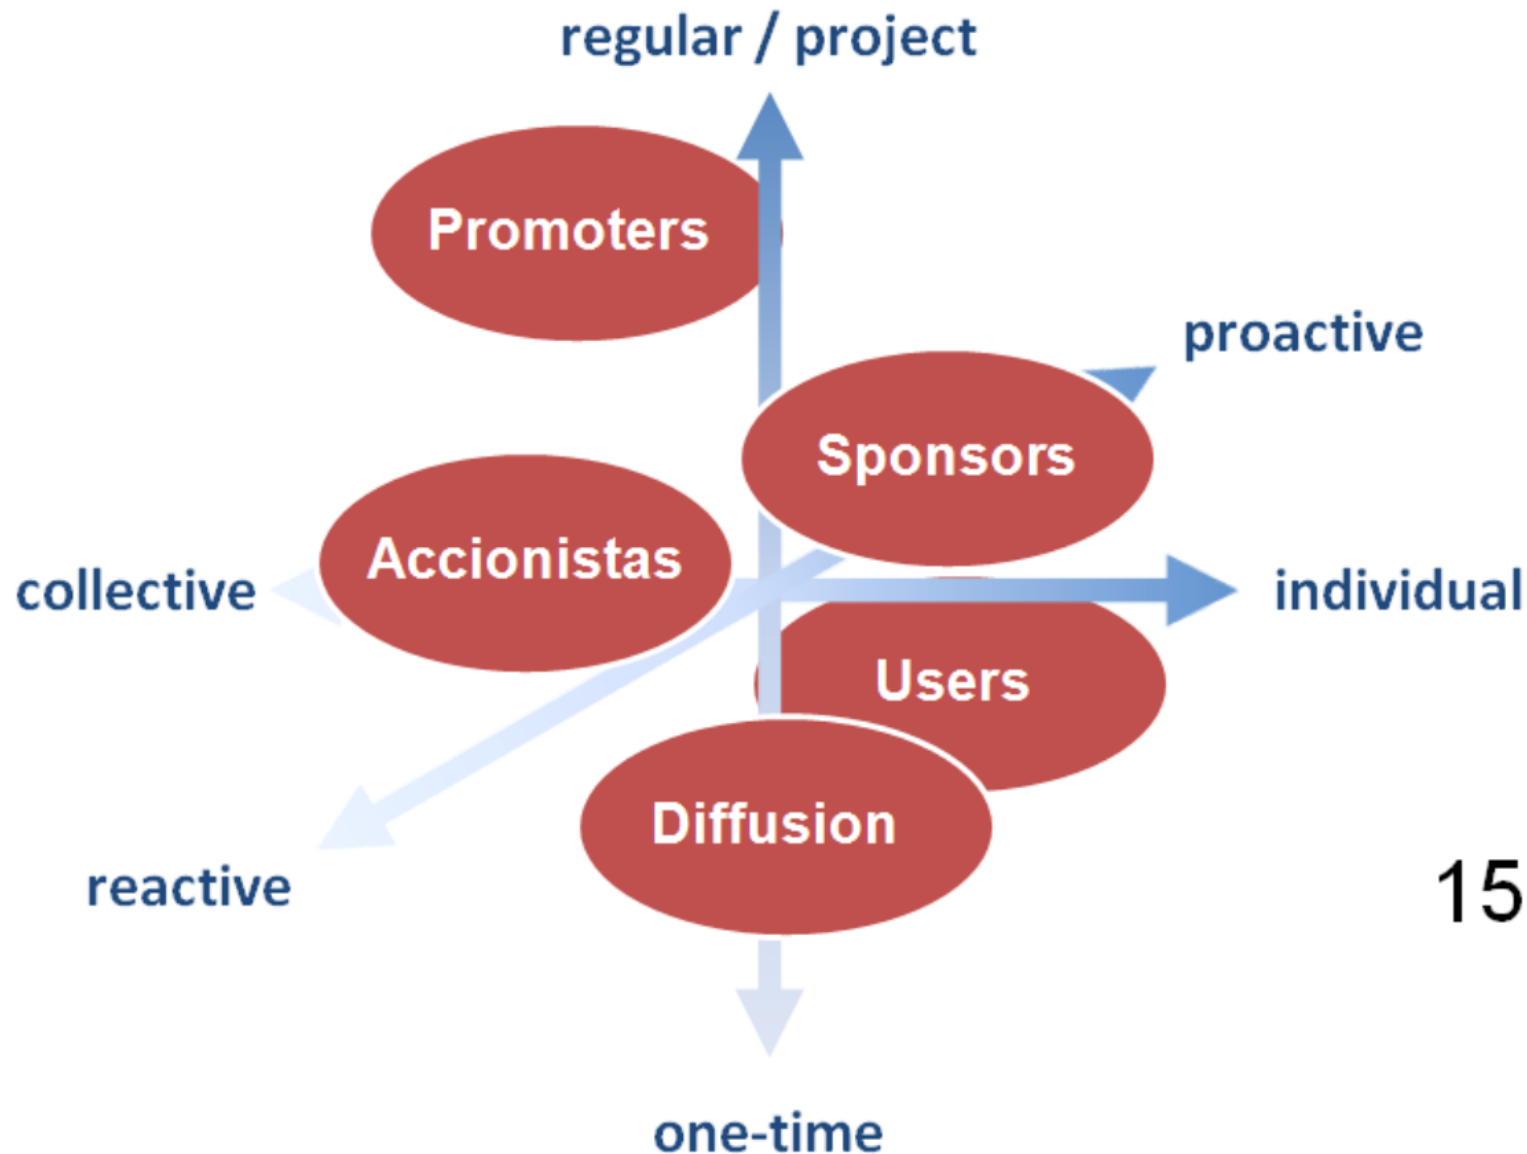 regular / project
Promoters
proactive
Sponsors
Accionistas
collective
individual
Users
Diffusion
reactive
15
one-time